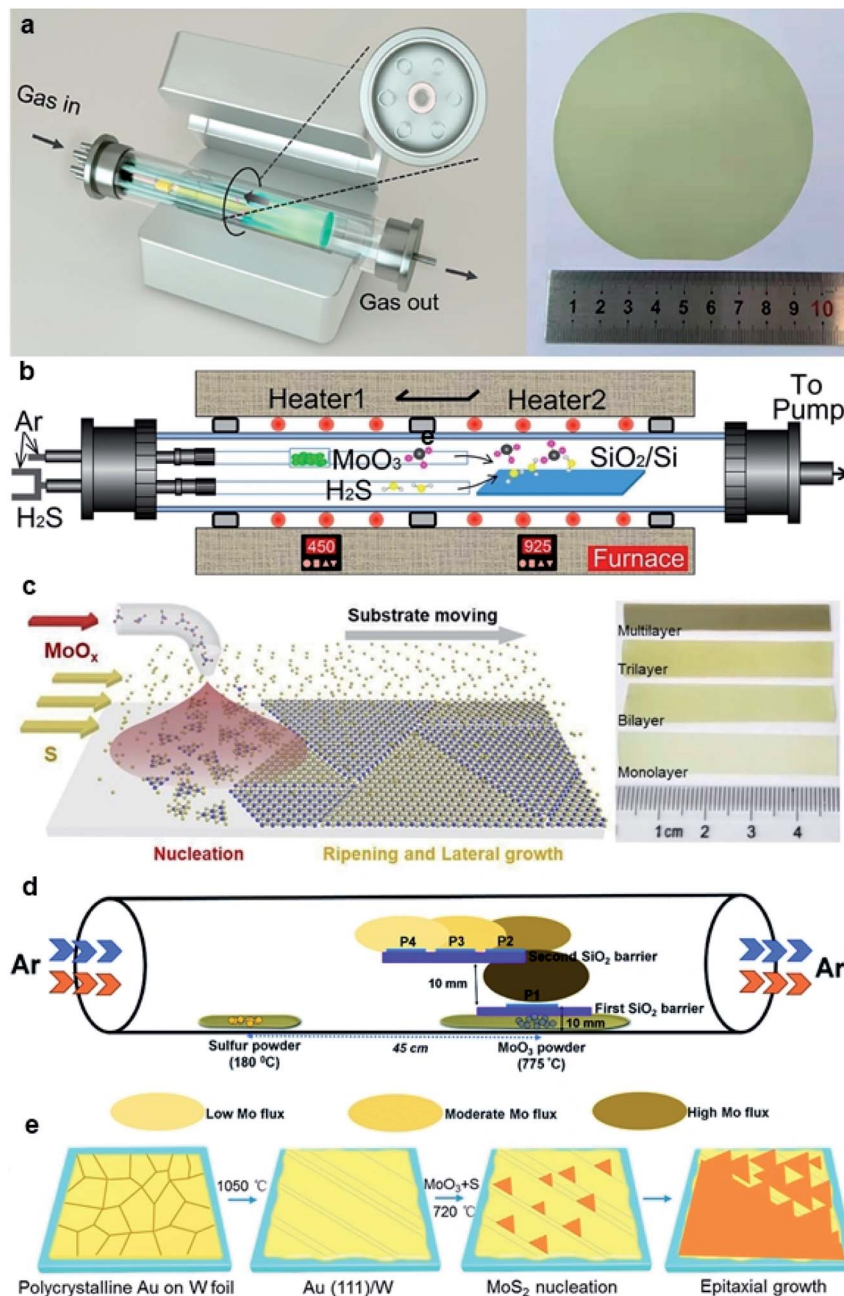 a
Gas in
Gas out
1 2 3 4 5 6 7 8 9 10
b
Heater1
Heater2
To
Pump
Ar
e
MoO₃
SiO₂/Si
H₂S
H₂S
450
925
Furnace
c
Substrate moving
MoOₓ
S
Nucleation
Ripening and Lateral growth
Multilayer
Trilayer
Bilayer
Monolayer
1 cm 2 3 4
d
P4 P3 P2
Second SiO₂ barrier
Ar
Ar
10 mm
P1
First SiO₂ barrier
10 mm
Sulfur powder
(180 ⁰C)
45 cm
MoO₃ powder
(775 ˚C)
Low Mo flux
Moderate Mo flux
High Mo flux
e
1050 ℃
MoO₃+S
720 ℃
Polycrystalline Au on W foil
Au (111)/W
MoS₂ nucleation
Epitaxial growth